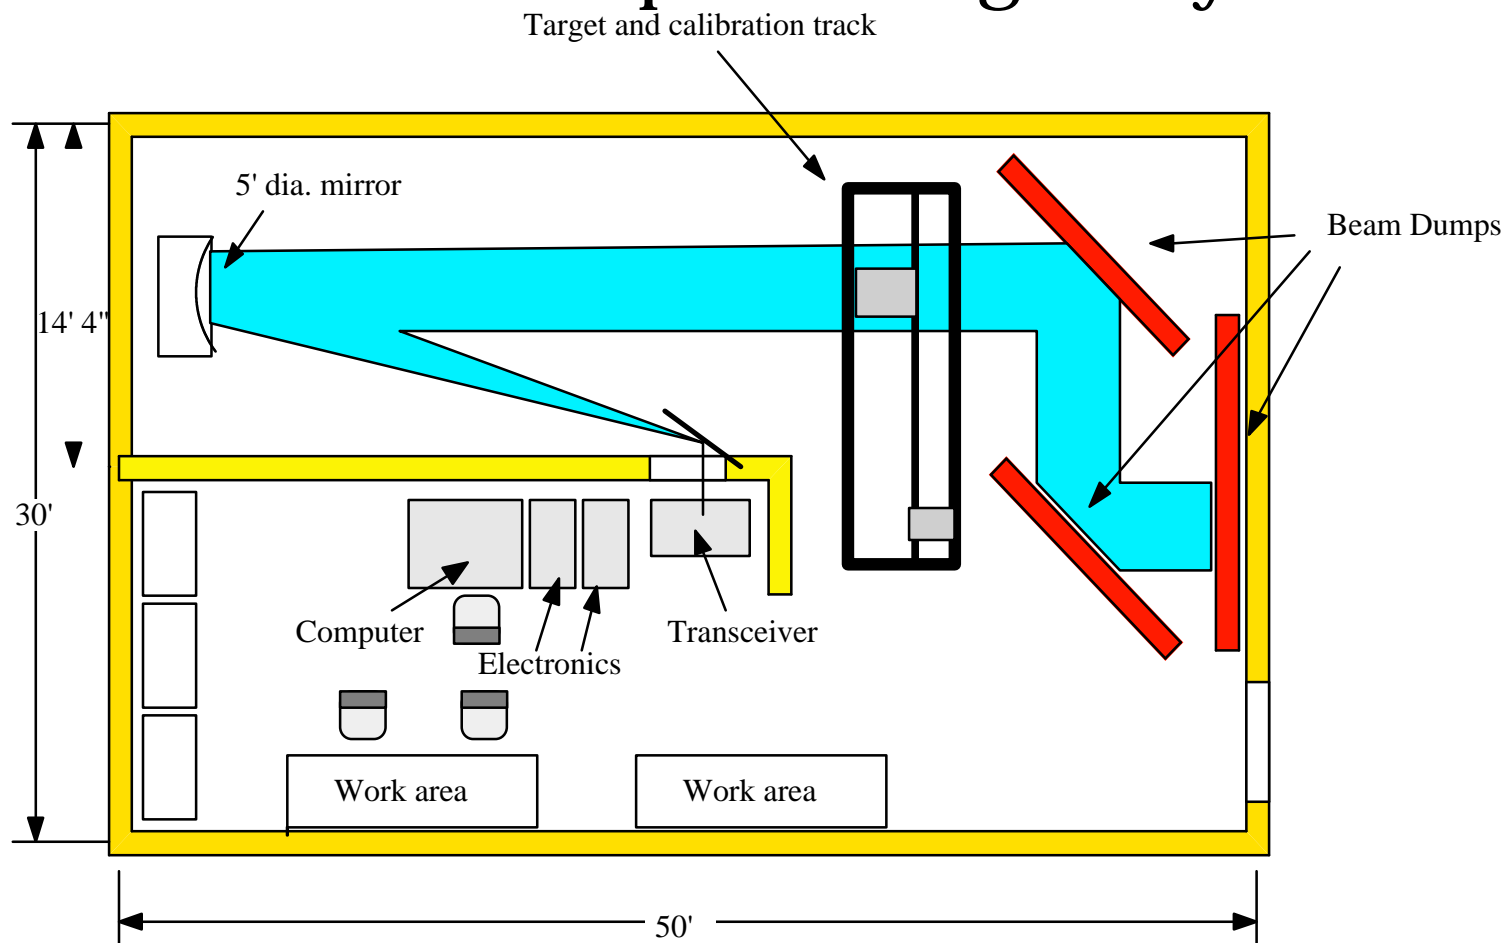 Target and calibration track
5' dia. mirror
Beam Dumps
14' 4"
30'
Computer
Transceiver
Electronics
Work area
Work area
50'